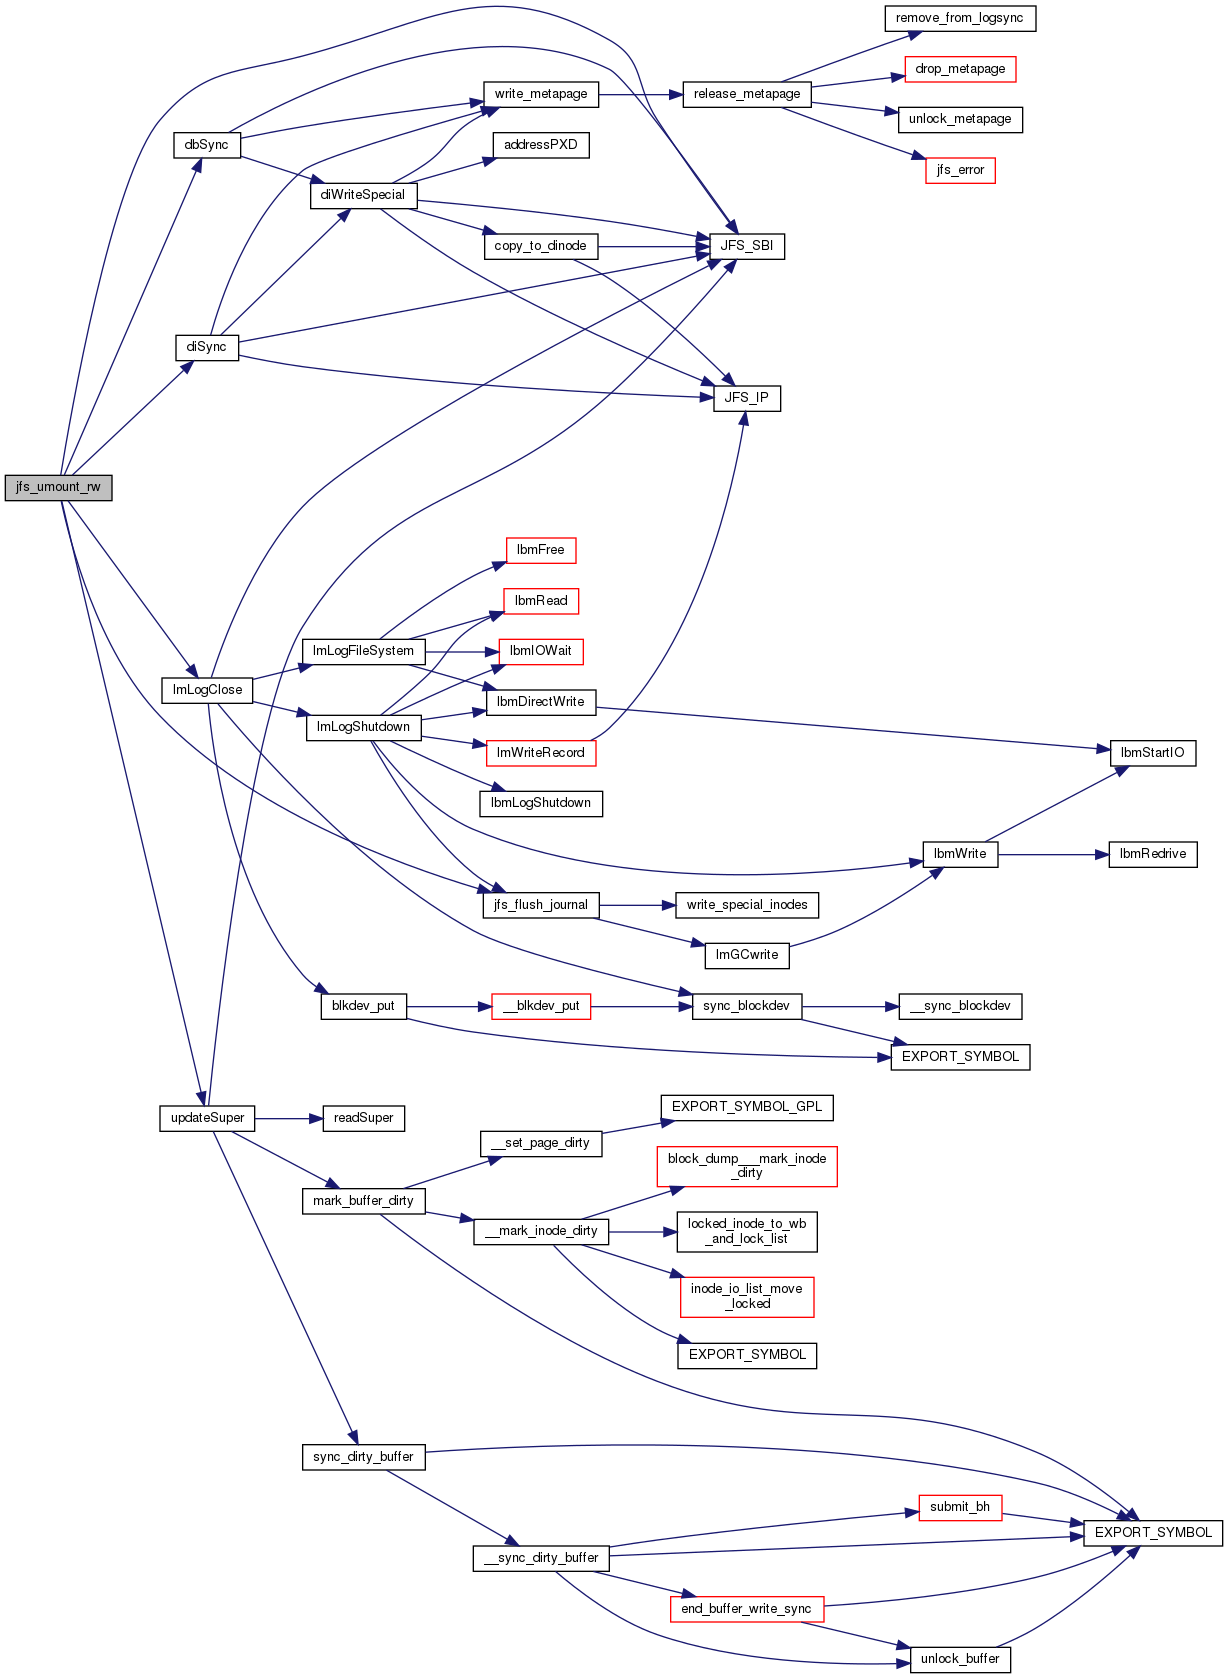 remove_from_logsync
drop_metapage
write_metapage
release_metapage
unlock_metapage
dbSync
addressPXD
jfs_error
diWriteSpecial
copy_to_dinode
JFS_SBI
diSync
JFS_IP
jfs_umount_rw
lbmFree
lbmRead
lmLogFileSystem
lbmIOWait
lmLogClose
lbmDirectWrite
lmLogShutdown
lmWriteRecord
lbmStartIO
lbmLogShutdown
lbmWrite
lbmRedrive
jfs_flush_journal
write_special_inodes
lmGCwrite
blkdev_put
__blkdev_put
sync_blockdev
__sync_blockdev
EXPORT_SYMBOL
EXPORT_SYMBOL_GPL
updateSuper
readSuper
__set_page_dirty
block_dump___mark_inode
_dirty
mark_buffer_dirty
__mark_inode_dirty
locked_inode_to_wb
_and_lock_list
inode_io_list_move
_locked
EXPORT_SYMBOL
sync_dirty_buffer
submit_bh
EXPORT_SYMBOL
__sync_dirty_buffer
end_buffer_write_sync
unlock_buffer